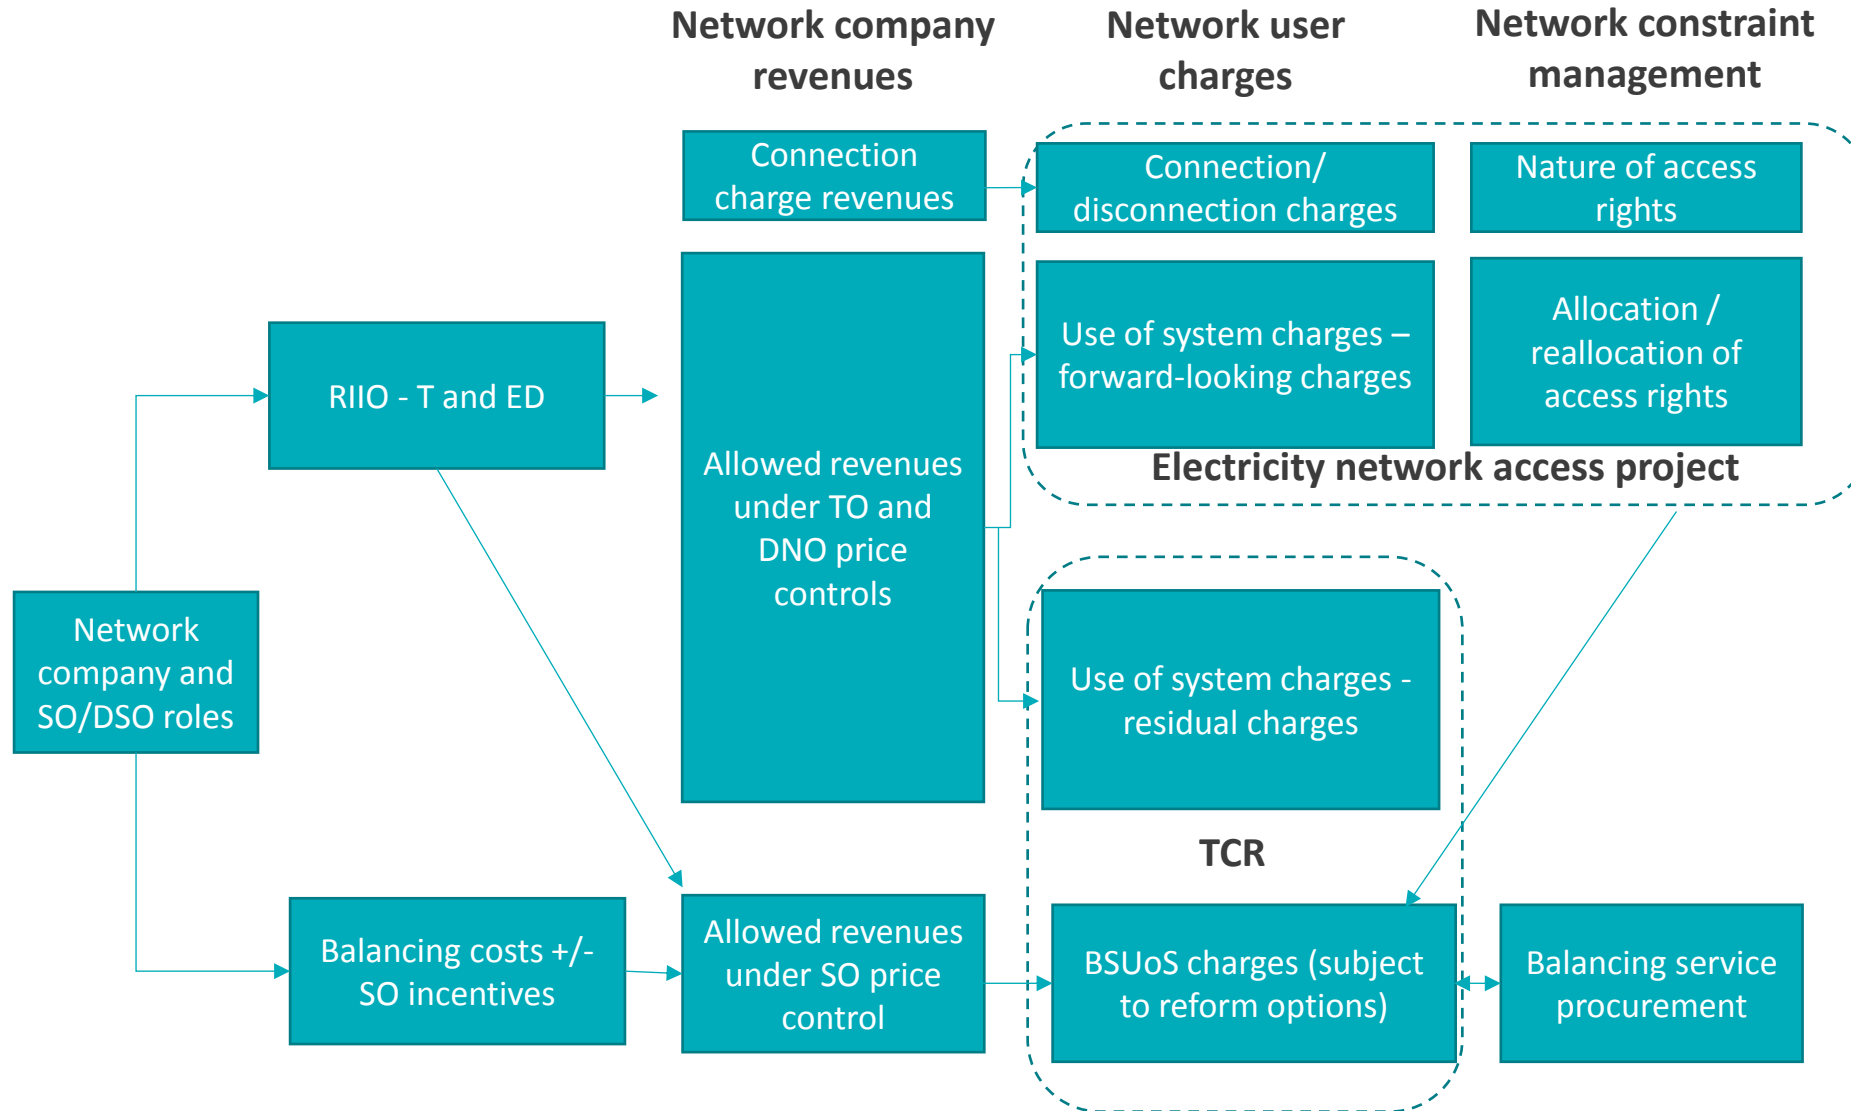 Network company
revenues
Network user
charges
Network constraint
management
Connection
charge revenues
Connection/
disconnection charges
Nature of access
rights
Use of system charges –
forward-looking charges
Allocation /
reallocation of
access rights
RIIO - T and ED
Allowed revenues
under TO and
DNO price
controls
Electricity network access project
Network
company and
SO/DSO roles
Use of system charges -
residual charges
TCR
Balancing costs +/-
SO incentives
Allowed revenues
under SO price
control
BSUoS charges (subject
to reform options)
Balancing service
procurement